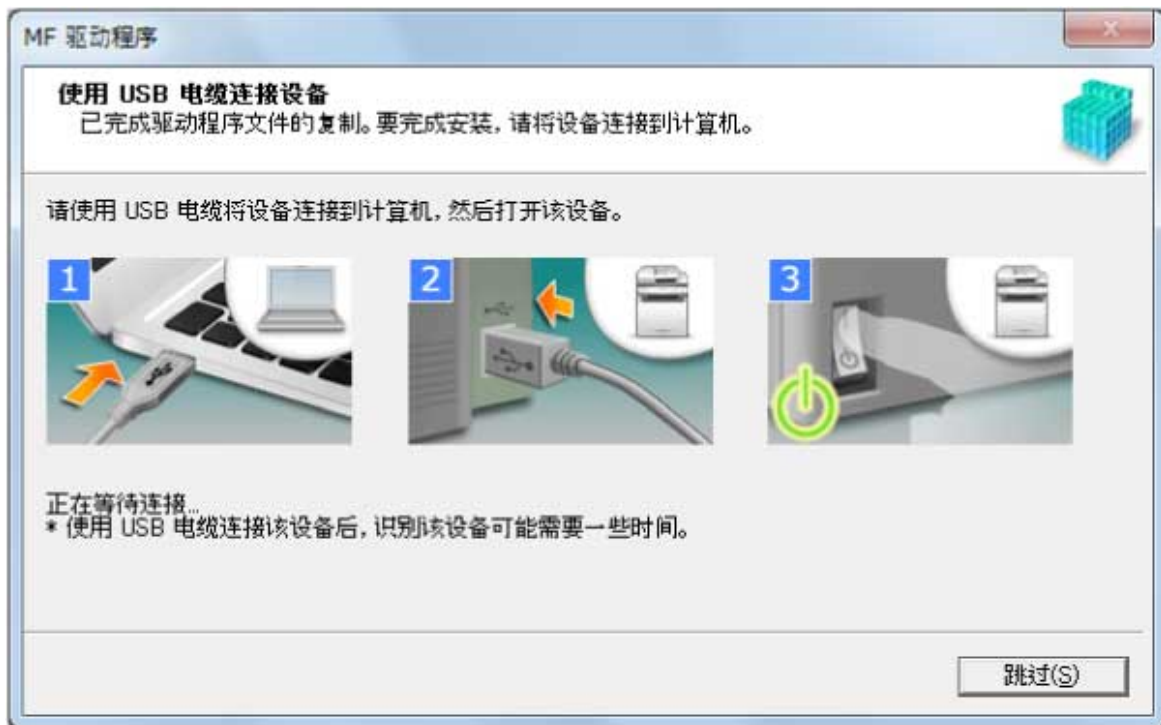 MF 驱动程序
使用 USB 电缆连接设备
已完成驱动程序文件的复制。要完成安装，请将设备连接到计算机。
请使用 USB 电缆将设备连接到计算机，然后打开该设备。
1
2
3
正在等待连接...
* 使用 USB 电缆连接该设备后，识别该设备可能需要一些时间。
跳过(S)